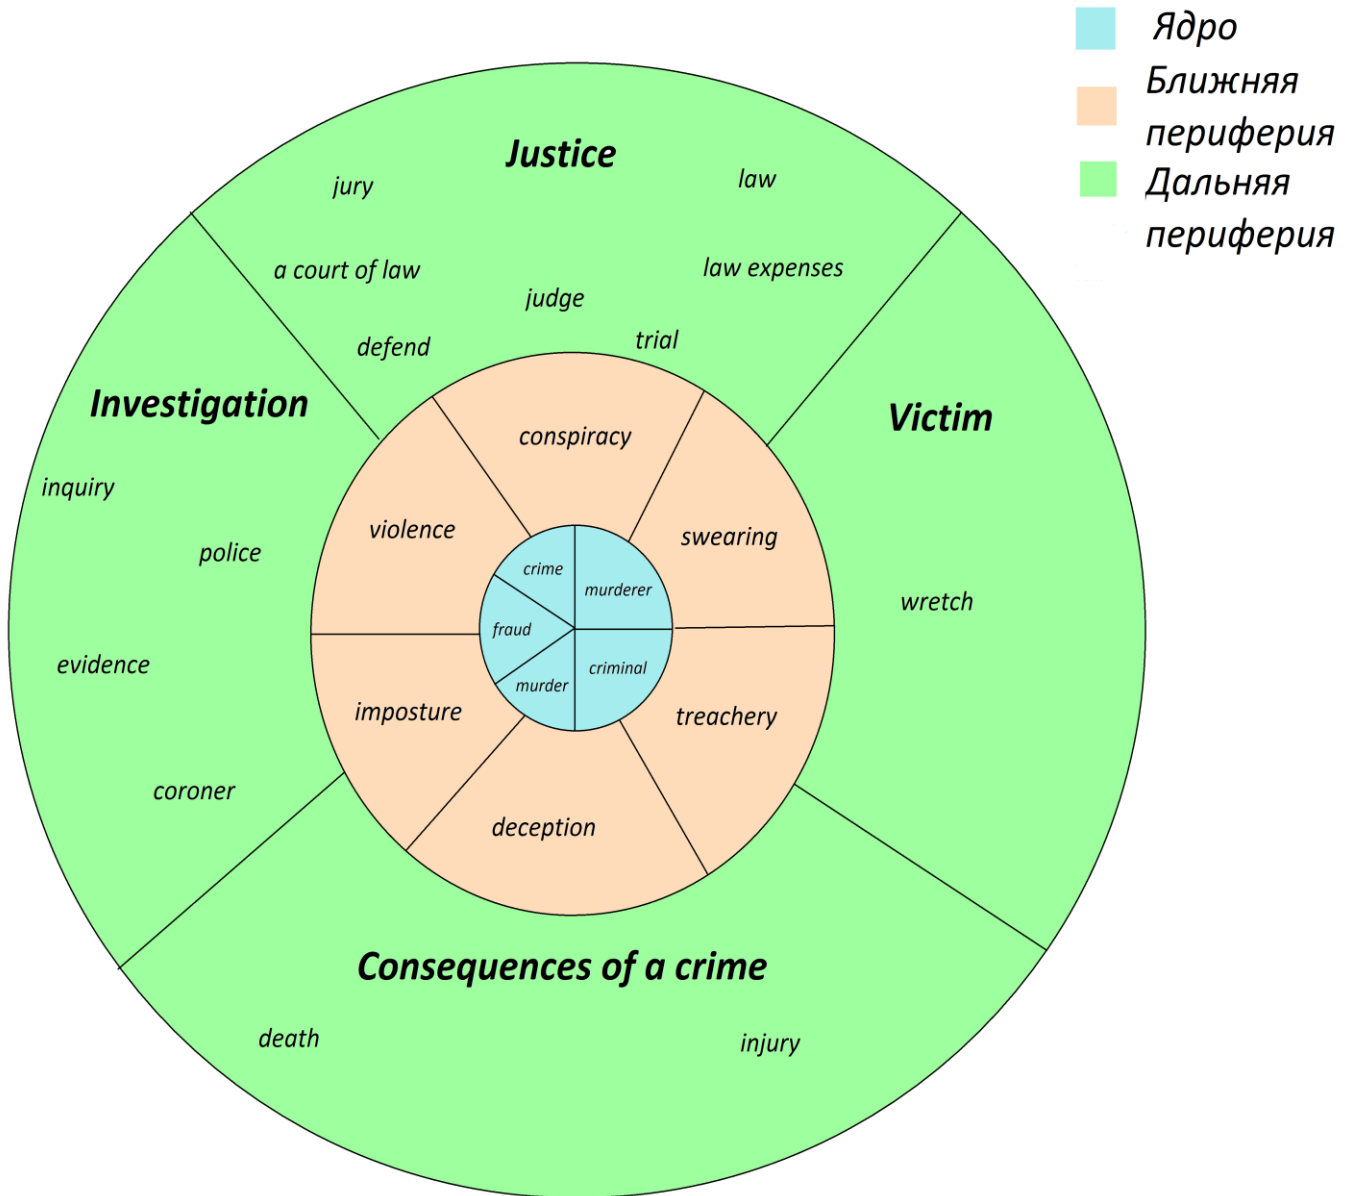 Ядро
Ближняя
периферия
Дальняя
периферия
Justice
jury
law
a court of law
law expenses
judge
defend
trial
Investigation
inquiry
police
evidence
coroner
Victim
wretch
conspiracy
violence
swearing
imposture
treachery
deception
crime
murderer
fraud
criminal
murder
Consequences of a crime
death
injury